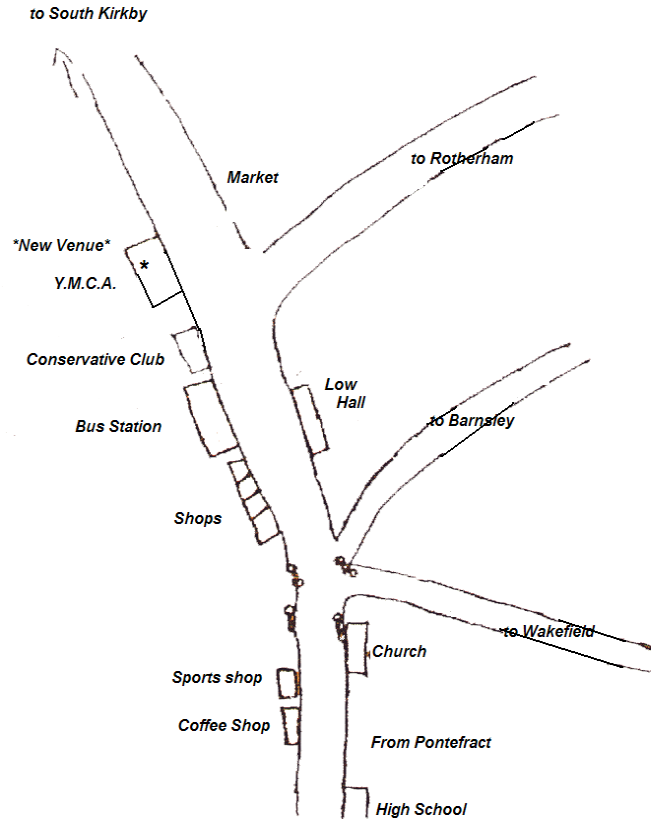 to South Kirkby
to Rotherham
Market
*New Venue*
*
Y.M.C.A.
Conservative Club
Low
Hall
Bus Station
to Barnsley
Shops
to Wakefield
Church
Sports shop
Coffee Shop
From Pontefract
High School